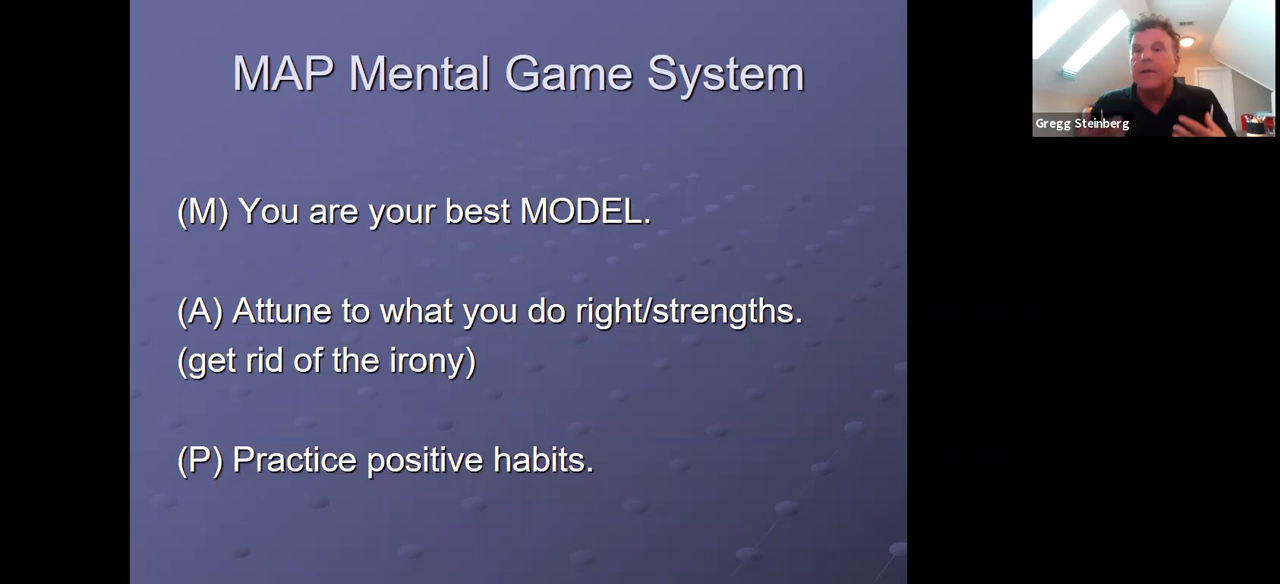 MAP Mental Game System
Gregg Steinberg
(M) You are your best MODEL.
(A) Attune to what you do right/strengths.
(get rid of the irony)
(P) Practice positive habits.